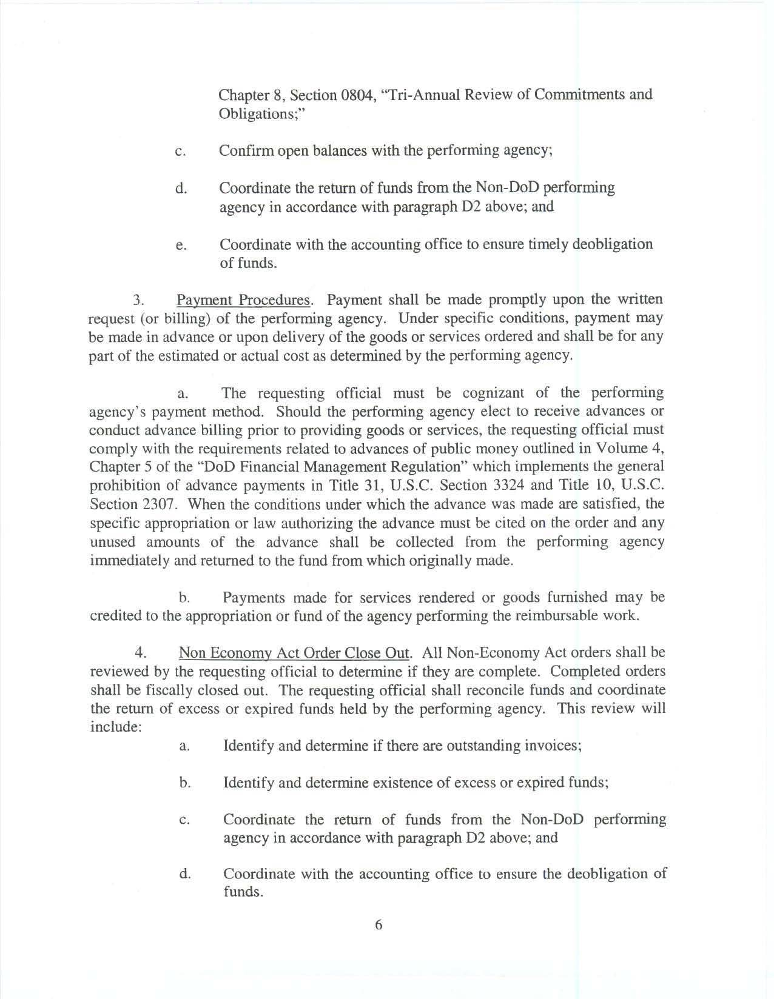 Chapter 8, Section 0804, “Tri-Annual Review of Commitments and
Obligations;”
c. Confirm open balances with the performing agency;
d. Coordinate the return of funds from the Non-DoD performing
agency in accordance with paragraph D2 above; and
e. Coordinate with the accounting office to ensure timely deobligation
of funds.
3. Payment Procedures. Payment shall be made promptly upon the written
request (or billing) of the performing agency. Under specific conditions, payment may
be made in advance or upon delivery of the goods or services ordered and shall be for any
part of the estimated or actual cost as determined by the performing agency.
a. The requesting official must be cognizant of the performing
agency’s payment method. Should the performing agency elect to receive advances or
conduct advance billing prior to providing goods or services, the requesting official must
comply with the requirements related to advances of public money outlined in Volume 4,
Chapter 5 of the “DoD Financial Management Regulation” which implements the general
prohibition of advance payments in Title 31, U.S.C. Section 3324 and Title 10, U.S.C.
Section 2307. When the conditions under which the advance was made are satisfied, the
specific appropriation or law authorizing the advance must be cited on the order and any
unused amounts of the advance shall be collected from the performing agency
immediately and returned to the fund from which originally made.
b. Payments made for services rendered or goods furnished may be
credited to the appropriation or fund of the agency performing the reimbursable work.
4. Non Economy Act Order Close Out. All Non-Economy Act orders shall be
reviewed by the requesting official to determine if they are complete. Completed orders
shall be fiscally closed out. The requesting official shall reconcile funds and coordinate
the return of excess or expired funds held by the performing agency. This review will
include:
a. Identify and determine if there are outstanding invoices;
b. Identify and determine existence of excess or expired funds;
c. Coordinate the return of funds from the Non-DoD performing
agency in accordance with paragraph D2 above; and
d. Coordinate with the accounting office to ensure the deobligation of
funds.
6